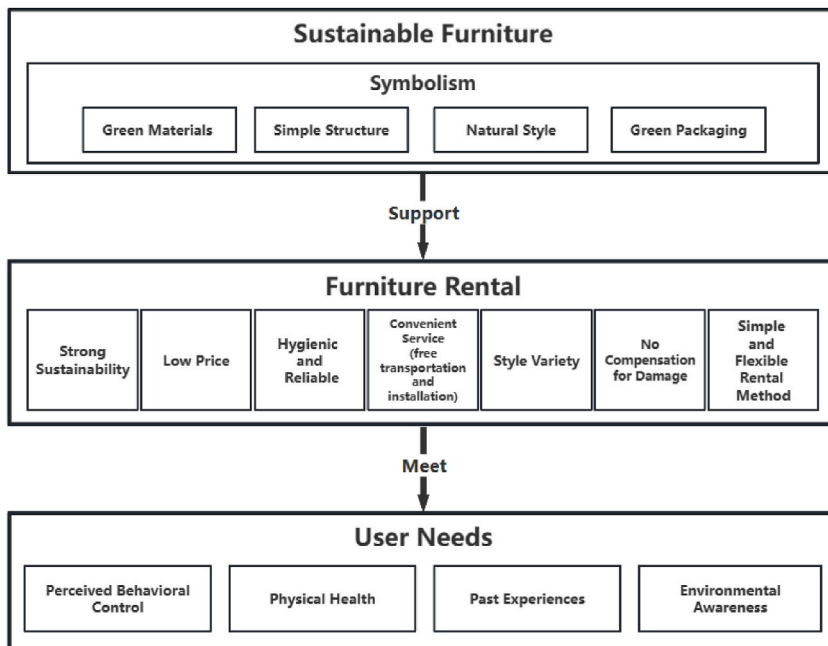 Sustainable Furniture
Symbolism
Green Materials
Simple Structure
Natural Style
Green Packaging
Support
Furniture Rental
Strong
Sustainability
Low Price
Hygienic
and
Reliable
Convenient
Service
(free
transportation
and
installation)
Style Variety
No
Compensation
for Damage
Simple
and
Flexible
Rental
Method
Meet
User Needs
Perceived Behavioral
Control
Physical Health
Past Experiences
Environmental
Awareness